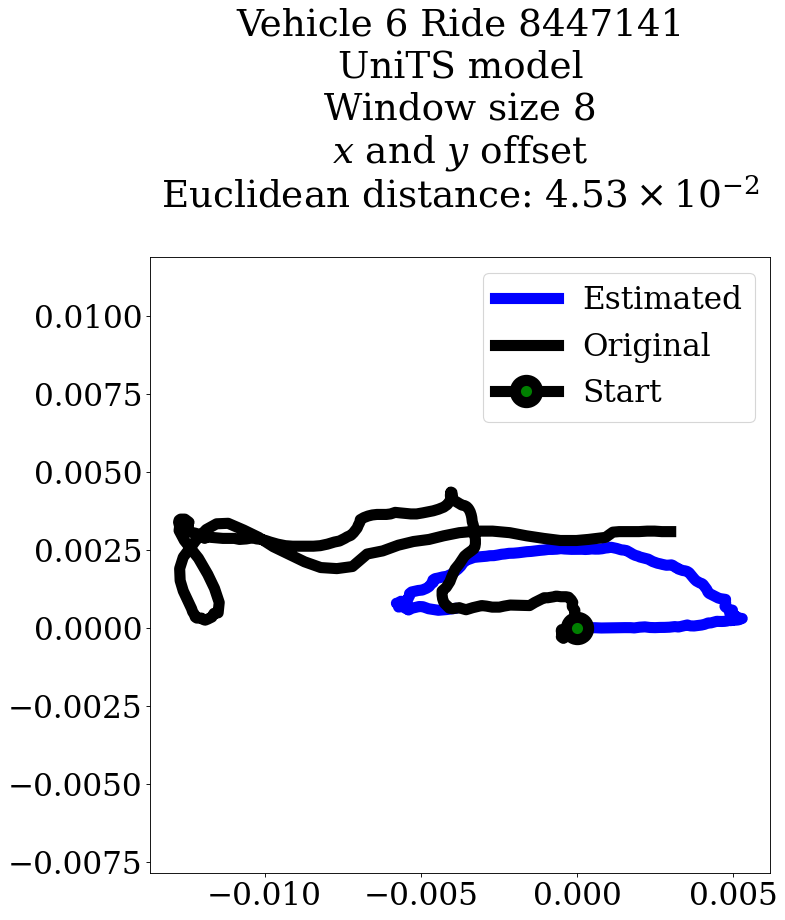 Vehicle 6 Ride 8447141
UniTS model
Window size 8
x and y offset
Euclidean distance: 4.53 × 10⁻²
Estimated
Original
Start
0.0100
0.0075
0.0050
0.0025
0.0000
−0.0025
−0.0050
−0.0075
−0.010 −0.005 0.000 0.005